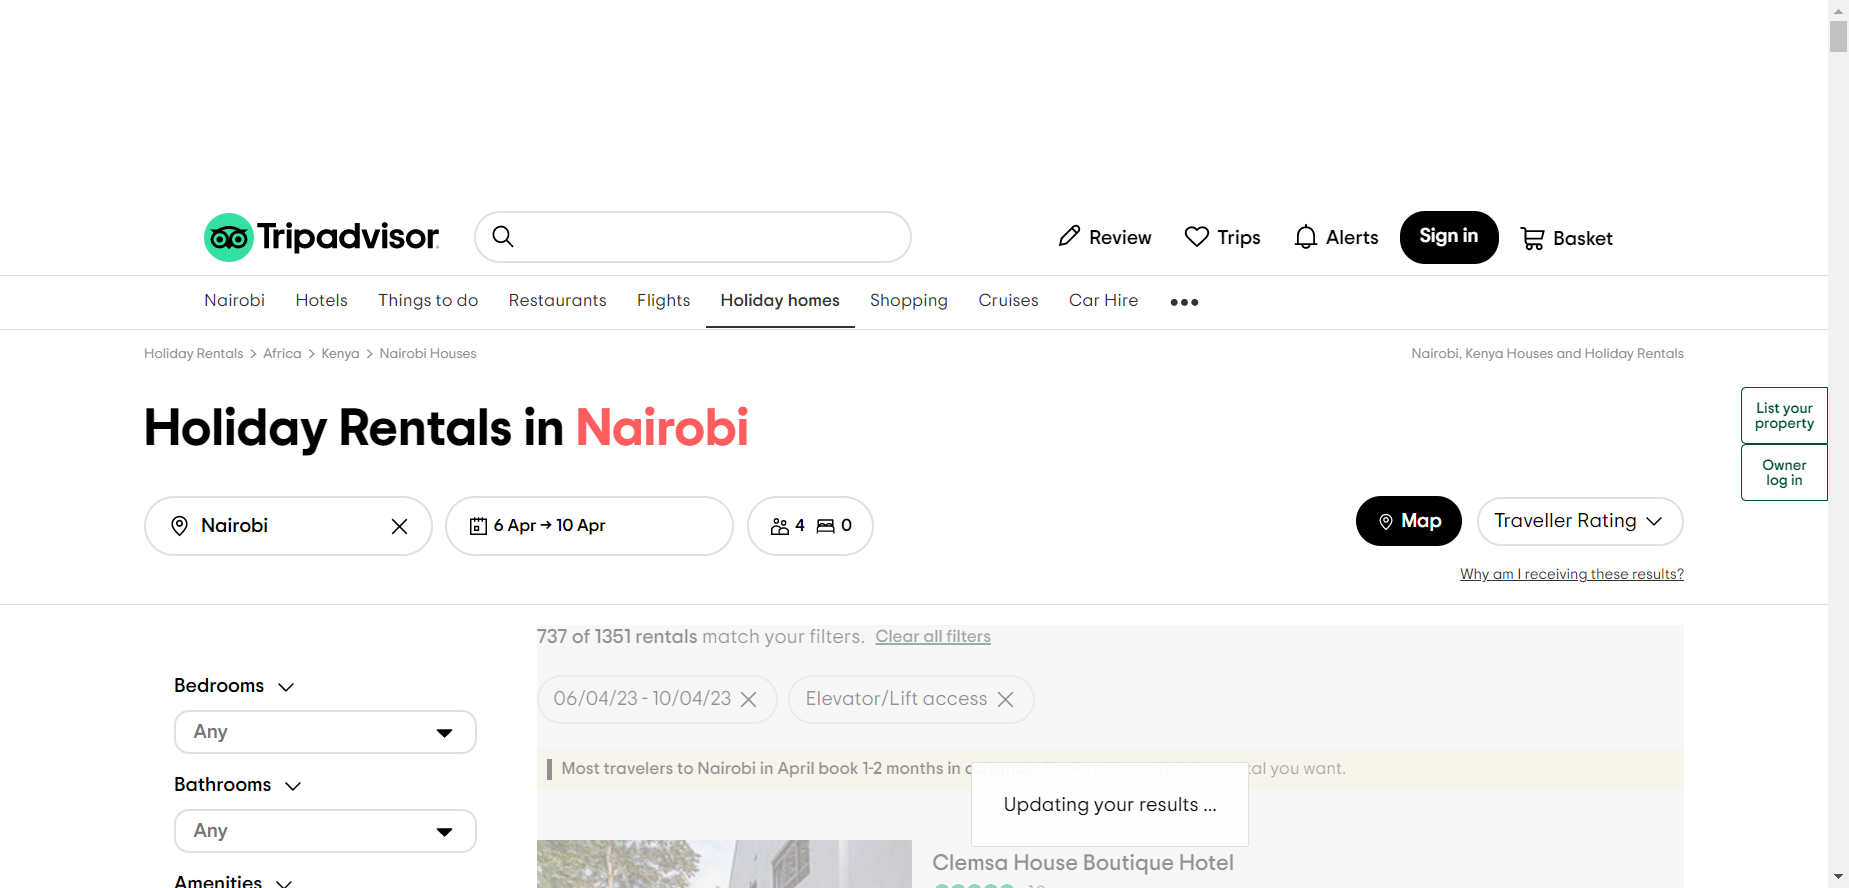 Tripadvisor
Review
Trips
Alerts
Sign in
Basket
Nairobi
Hotels
Things to do
Restaurants
Flights
Holiday homes
Shopping
Cruises
Car Hire
Holiday Rentals > Africa > Kenya > Nairobi Houses
Nairobi, Kenya Houses and Holiday Rentals
List your
property
Owner
log in
Holiday Rentals in Nairobi
Nairobi
6 Apr → 10 Apr
4
0
Map
Traveller Rating
Why am I receiving these results?
737 of 1351 rentals match your filters. Clear all filters
06/04/23 - 10/04/23
Elevator/Lift access
Bedrooms
Any
Bathrooms
Any
Amenities
Most travelers to Nairobi in April book 1-2 months in advance. you want.
Updating your results ...
Clemsa House Boutique Hotel